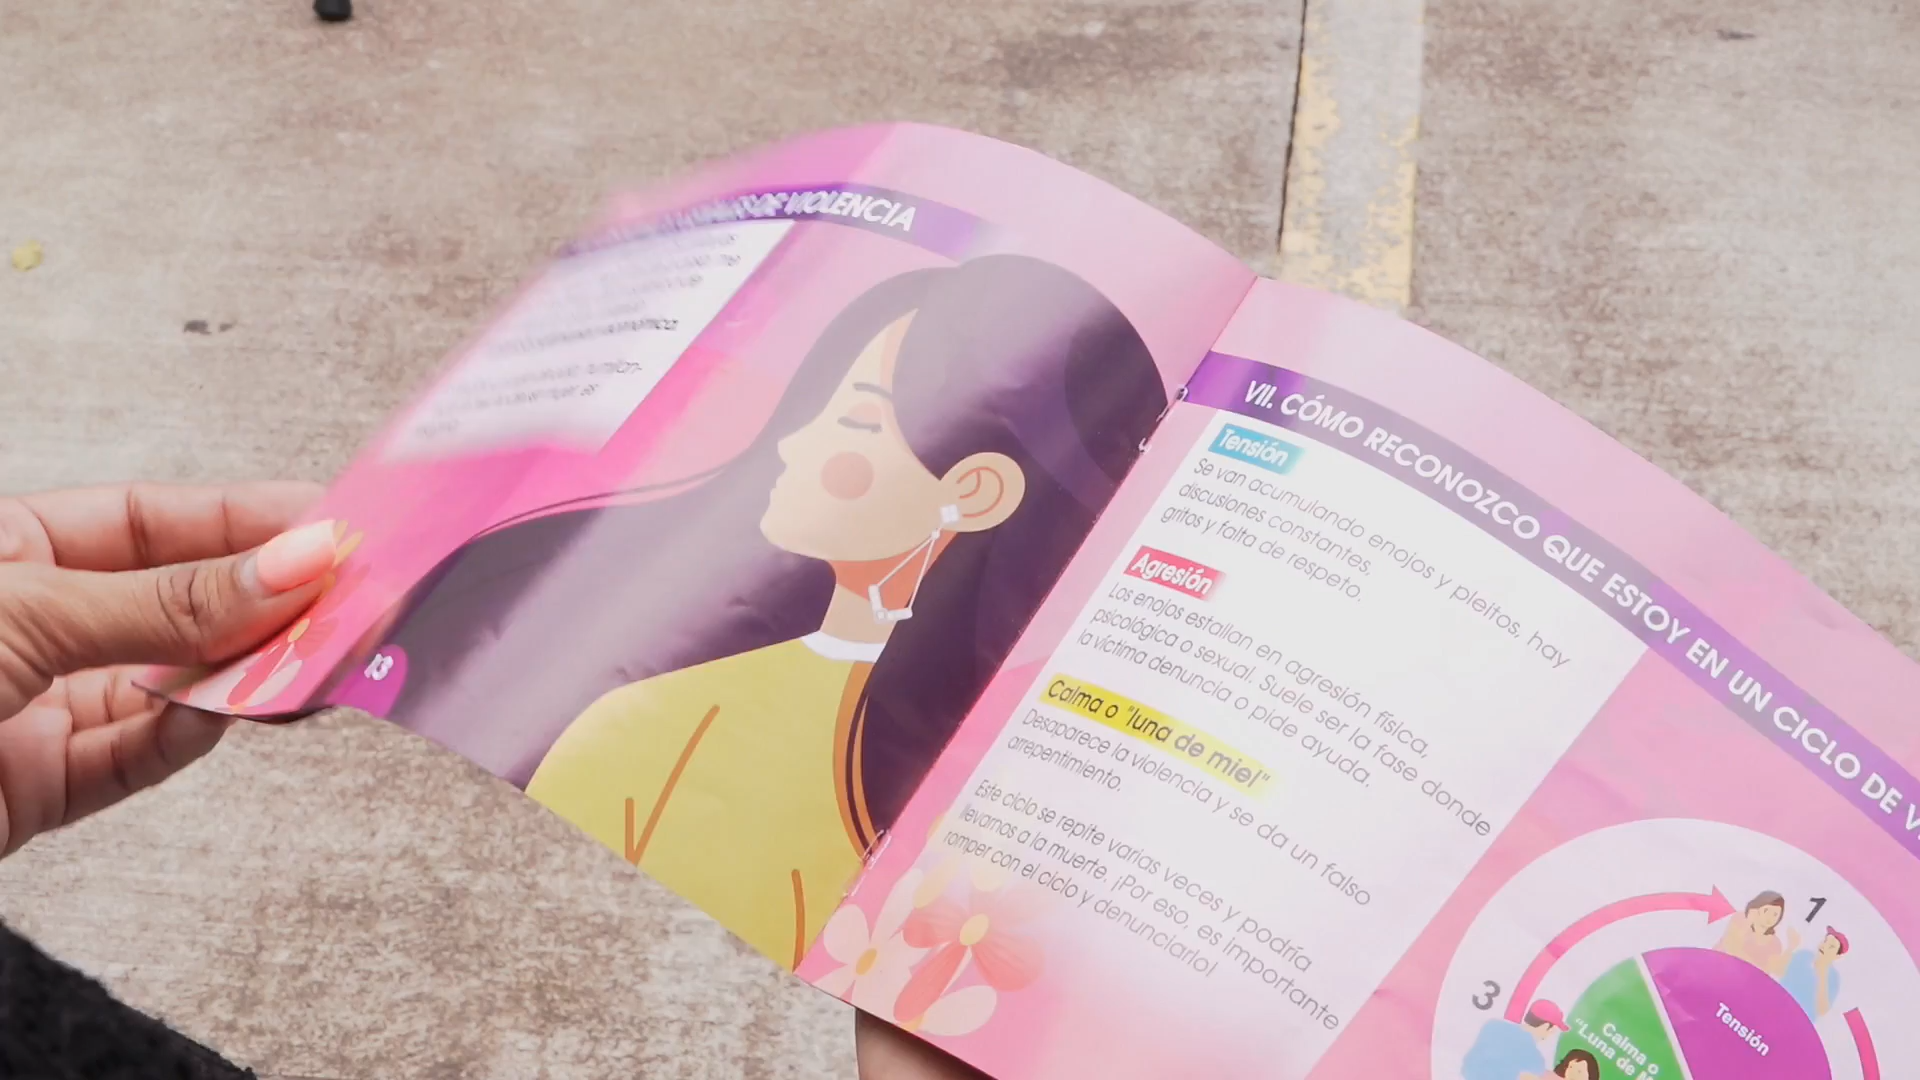 DE VIOLENCIA
13
VII. CÓMO RECONOZCO QUE ESTOY EN UN CICLO DE V
Tensión
Se van acumulando enojos y pleitos, hay
discusiones constantes,
gritos y falta de respeto.
Agresión
Los enojos estallan en agresión física,
psicológica o sexual. Suele ser la fase donde
la víctima denuncia o pide ayuda.
Calma o "luna de miel"
Desaparece la violencia y se da un falso
arrepentimiento.
Este ciclo se repite varias veces y podría
llevarnos a la muerte. ¡Por eso, es importante
romper con el ciclo y denunciarlo!
1
3
Tensión
Calma o
"Luna de M